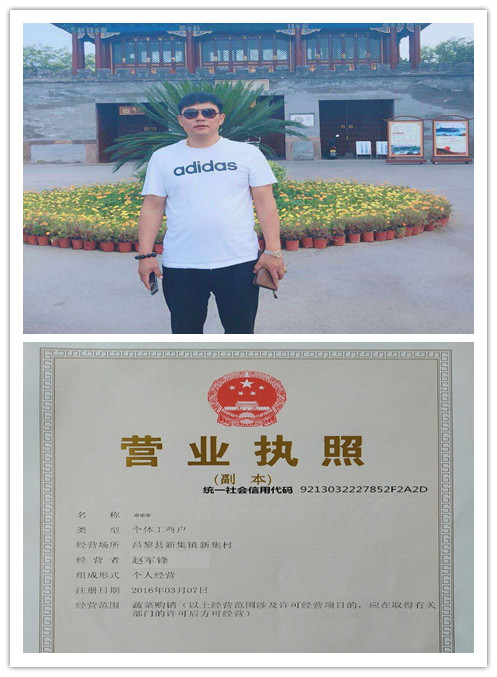 adidas
营业执照
(副 本)
统一社会信用代码 9213032227852F2A2D
名 称 ***
类 型 个体工商户
经营场所 昌黎县新集镇新集村
经 营 者 赵军锋
组成形式 个人经营
注册日期 2016年03月07日
经营范围 蔬菜购销（以上经营范围涉及许可经营项目的，应在取得有关
部门的许可后方可经营）